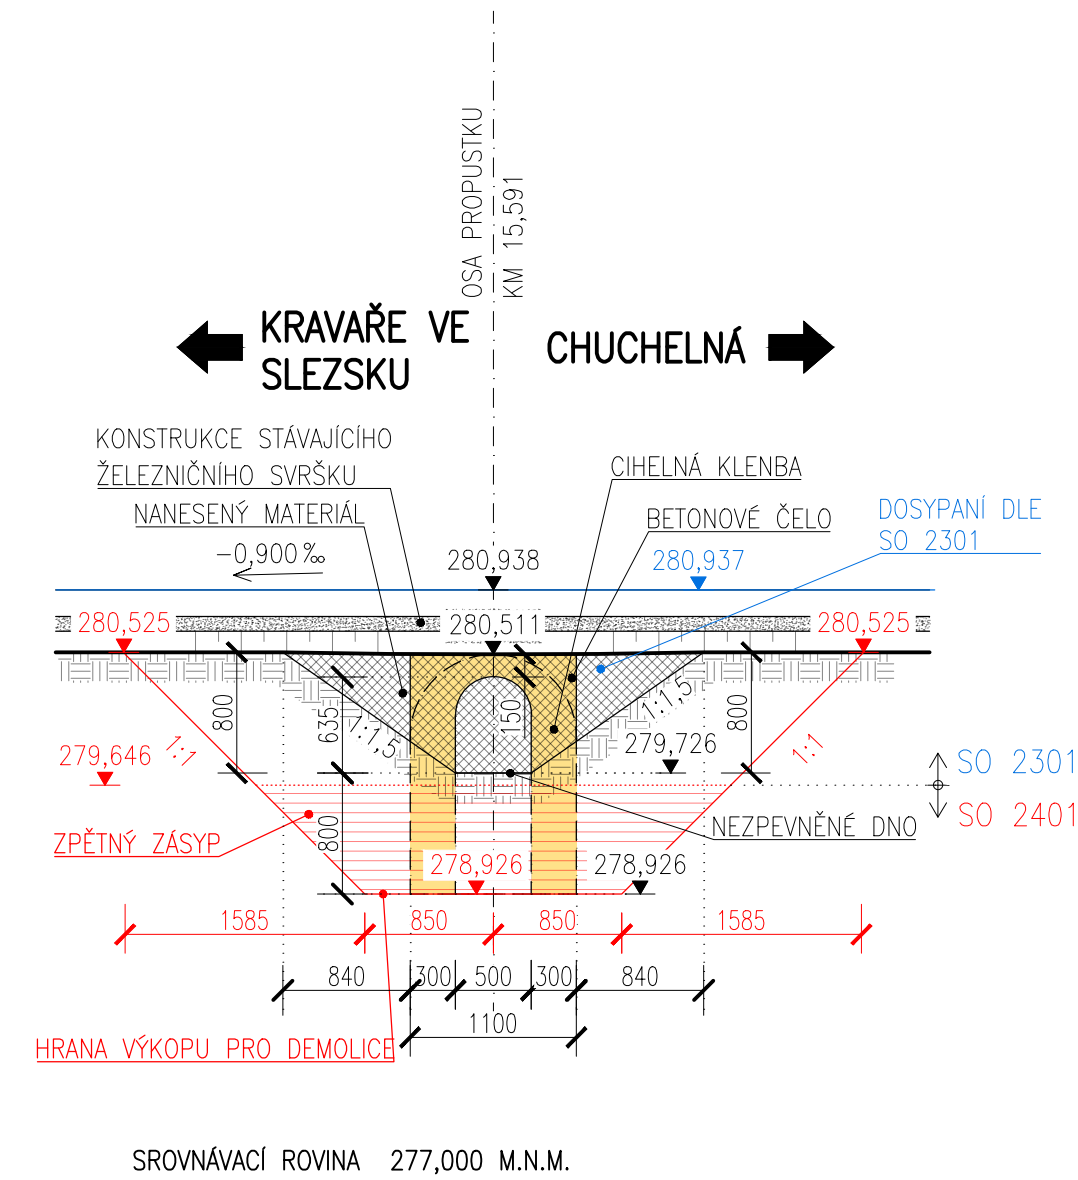 OSA PROPUSTKU
KM 15,591
KRAVAŘE VE
SLEZSKU
CHUCHELNÁ
KONSTRUKCE STÁVAJÍCÍHO
ŽELEZNIČNÍHO SVRŠKU
NANESENÝ MATERIÁL
-0,900‰
CIHELNÁ KLENBA
BETONOVÉ ČELO
DOSYPANÍ DLE
SO 2301
280,938
280,937
280,525
280,511
280,525
800
635
1:1,5
150
1:1,5
800
1:1
1:1
279,646
279,726
SO 2301
SO 2401
ZPĚTNÝ ZÁSYP
800
NEZPEVNĚNÉ DNO
278,926
278,926
1585
850
850
1585
840
300
500
300
840
1100
HRANA VÝKOPU PRO DEMOLICE
SROVNÁVACÍ ROVINA 277,000 M.N.M.